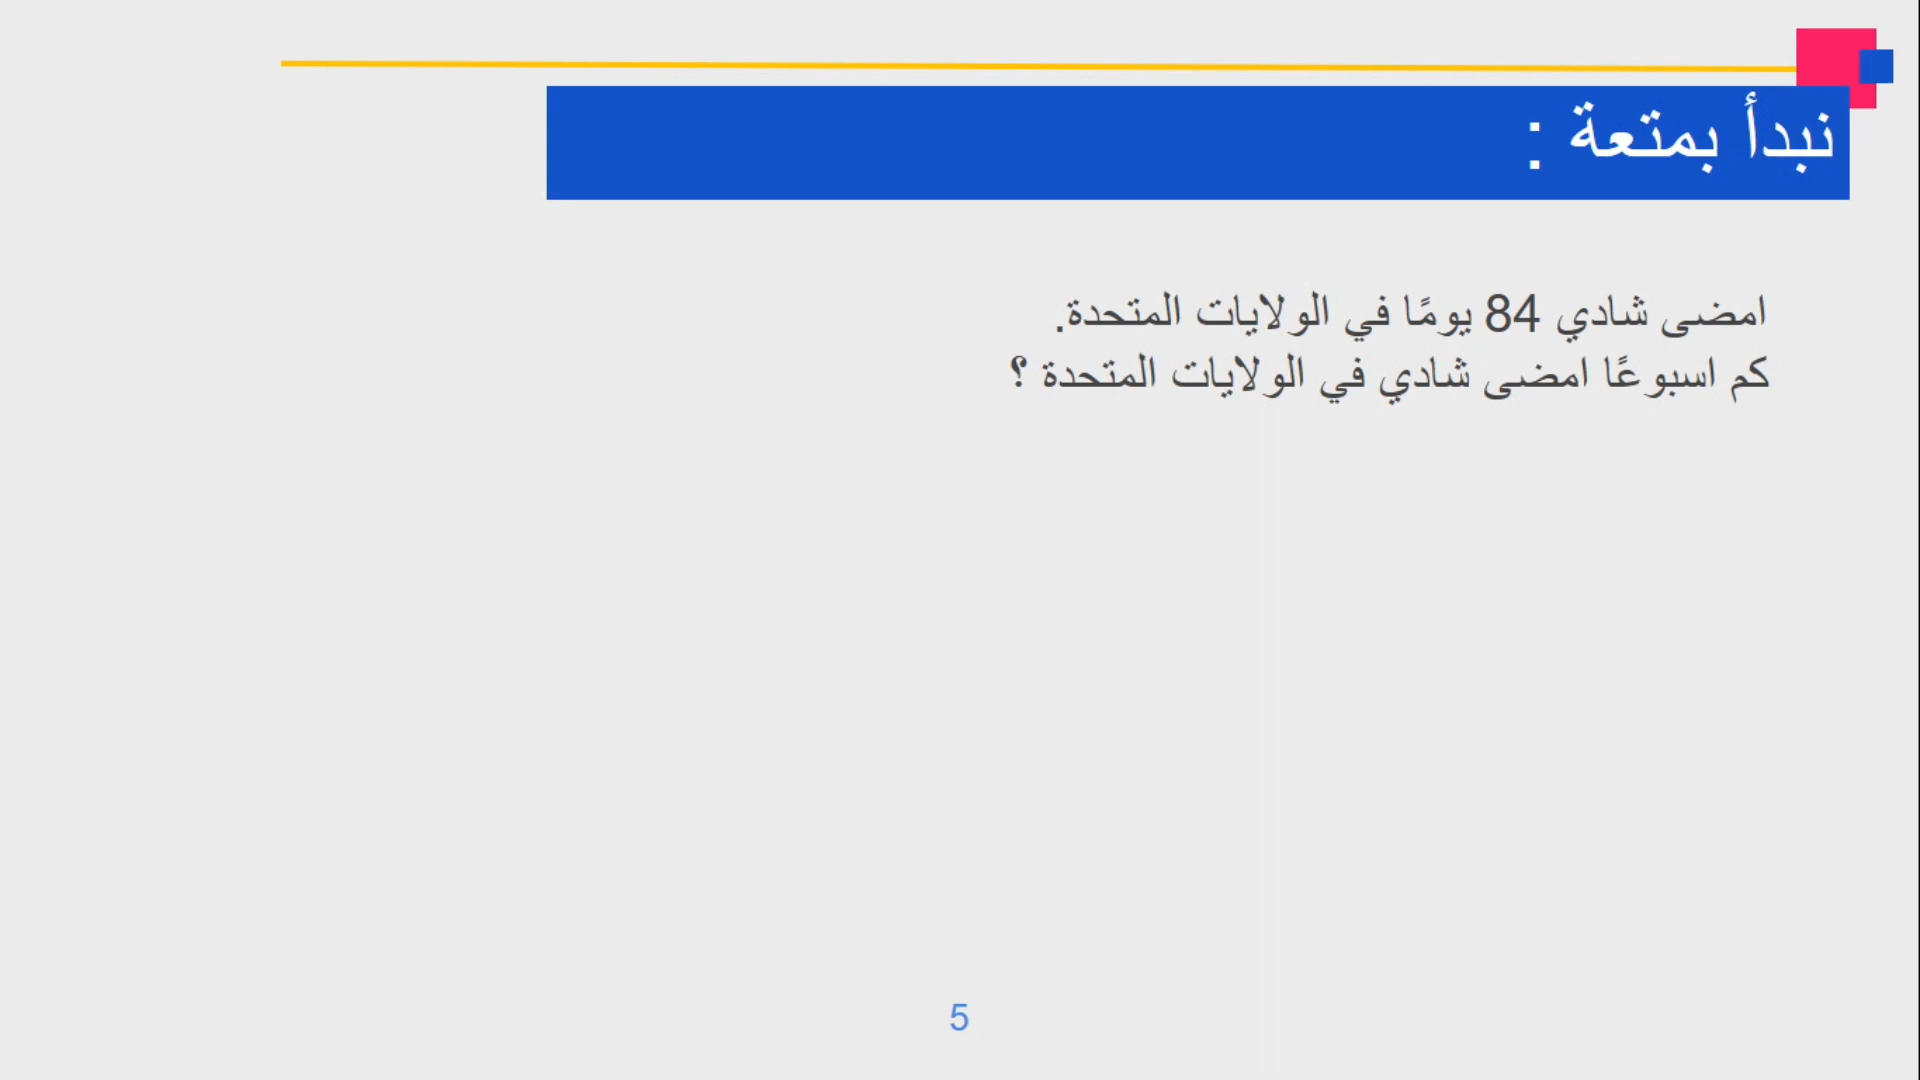 نبدأ بمتعة :
امضى شادي 84 يومًا في الولايات المتحدة.
كم اسبوعًا امضى شادي في الولايات المتحدة ؟
5